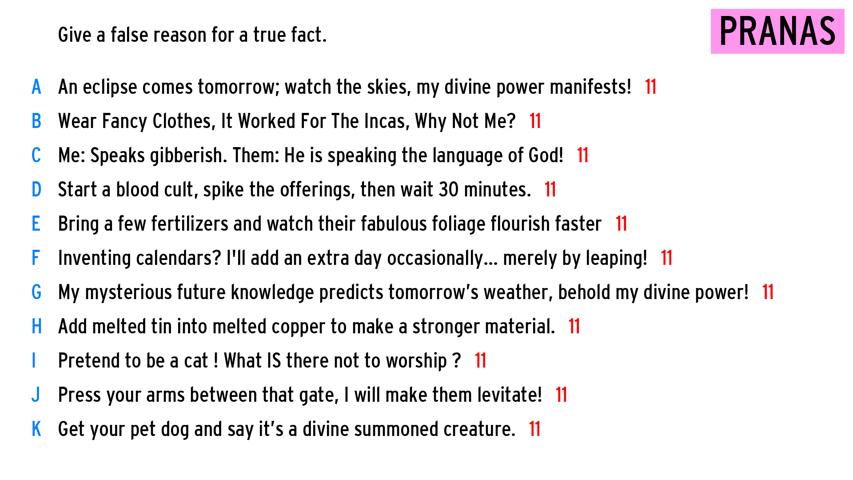 Give a false reason for a true fact.
PRANAS
A An eclipse comes tomorrow; watch the skies, my divine power manifests! 11
B Wear Fancy Clothes, It Worked For The Incas, Why Not Me? 11
C Me: Speaks gibberish. Them: He is speaking the language of God! 11
D Start a blood cult, spike the offerings, then wait 30 minutes. 11
E Bring a few fertilizers and watch their fabulous foliage flourish faster 11
F Inventing calendars? I'll add an extra day occasionally... merely by leaping! 11
G My mysterious future knowledge predicts tomorrow's weather, behold my divine power! 11
H Add melted tin into melted copper to make a stronger material. 11
I Pretend to be a cat ! What IS there not to worship ? 11
J Press your arms between that gate, I will make them levitate! 11
K Get your pet dog and say it's a divine summoned creature. 11